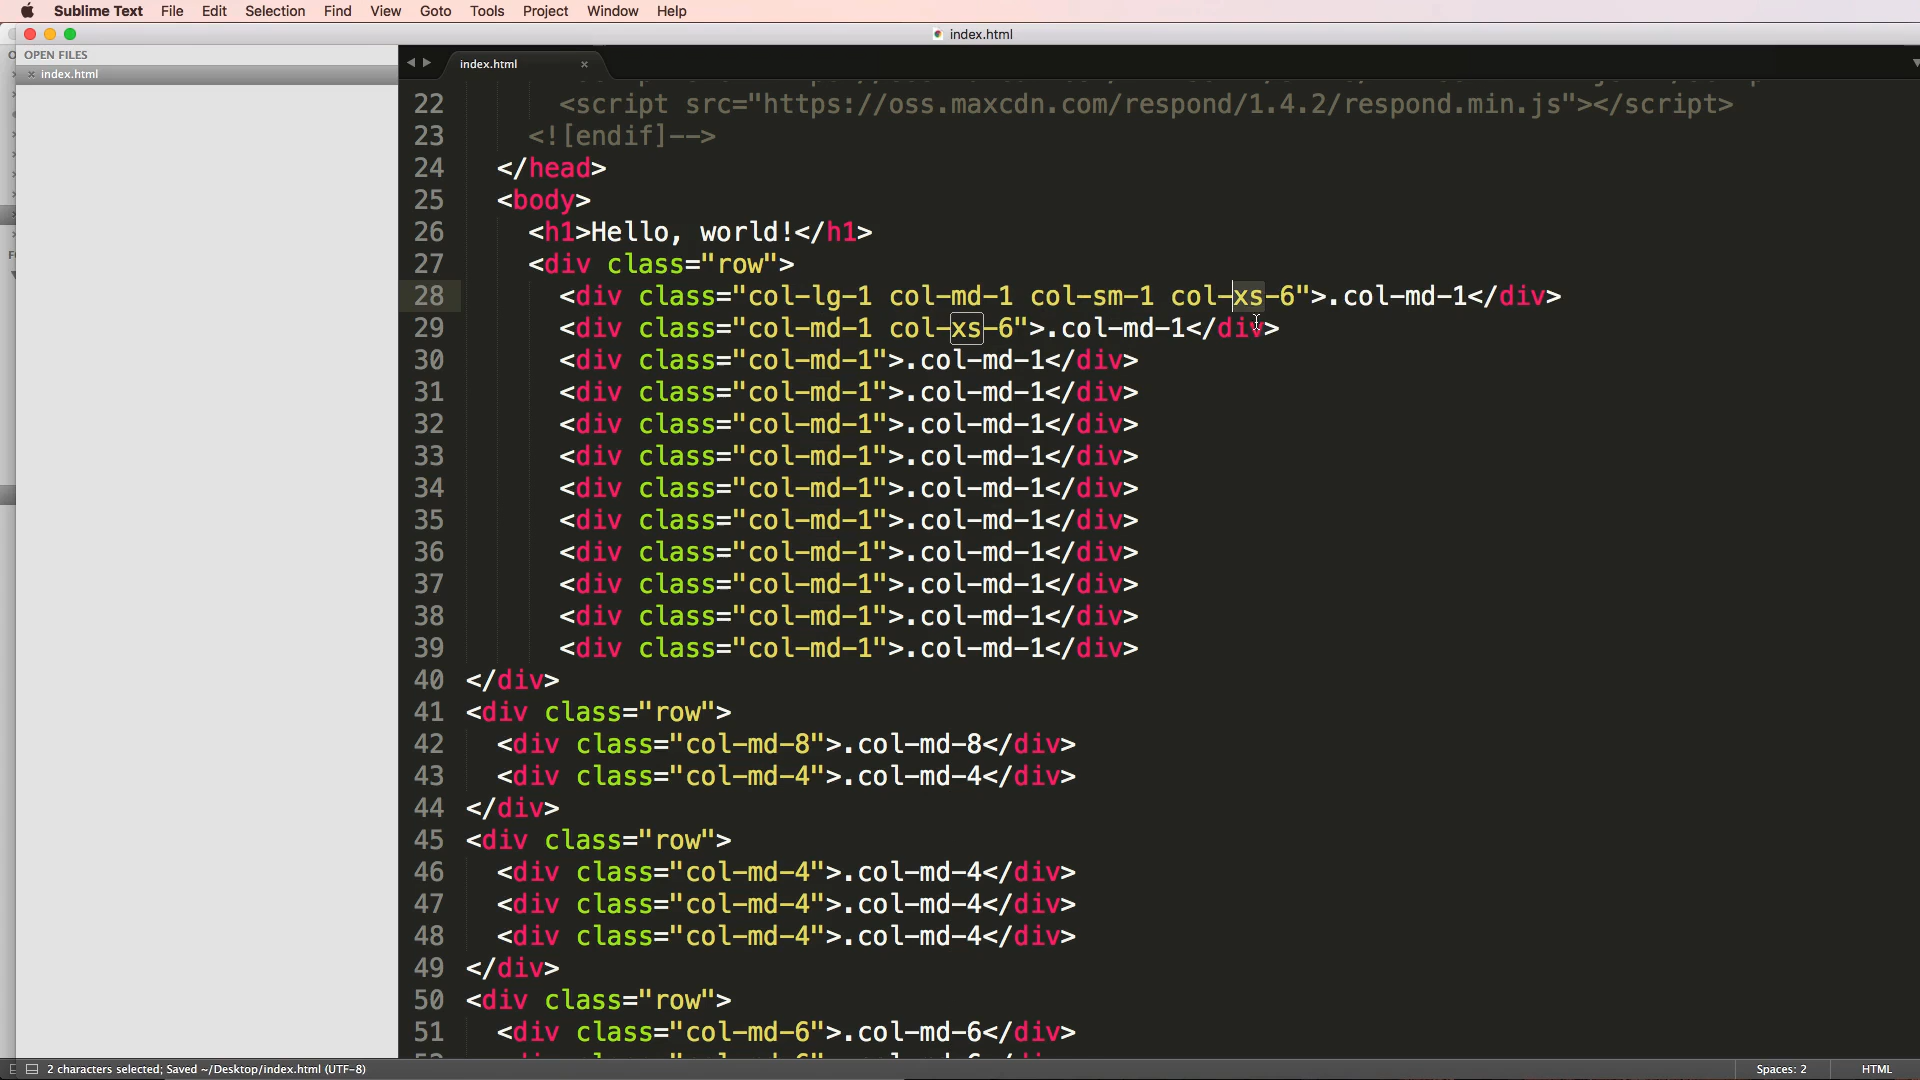 Sublime Text File Edit Selection Find View Goto Tools Project Window Help
index.html
OPEN FILES
index.html
index.html
22 <script src="https://oss.maxcdn.com/respond/1.4.2/respond.min.js"></script>
23 <![endif]-->
24 </head>
25 <body>
26 <h1>Hello, world!</h1>
27 <div class="row">
28 <div class="col-lg-1 col-md-1 col-sm-1 col-xs-6">.col-md-1</div>
29 <div class="col-md-1 col-xs-6">.col-md-1</div>
30 <div class="col-md-1">.col-md-1</div>
31 <div class="col-md-1">.col-md-1</div>
32 <div class="col-md-1">.col-md-1</div>
33 <div class="col-md-1">.col-md-1</div>
34 <div class="col-md-1">.col-md-1</div>
35 <div class="col-md-1">.col-md-1</div>
36 <div class="col-md-1">.col-md-1</div>
37 <div class="col-md-1">.col-md-1</div>
38 <div class="col-md-1">.col-md-1</div>
39 <div class="col-md-1">.col-md-1</div>
40 </div>
41 <div class="row">
42 <div class="col-md-8">.col-md-8</div>
43 <div class="col-md-4">.col-md-4</div>
44 </div>
45 <div class="row">
46 <div class="col-md-4">.col-md-4</div>
47 <div class="col-md-4">.col-md-4</div>
48 <div class="col-md-4">.col-md-4</div>
49 </div>
50 <div class="row">
51 <div class="col-md-6">.col-md-6</div>
2 characters selected; Saved ~/Desktop/index.html (UTF-8) Spaces: 2 HTML